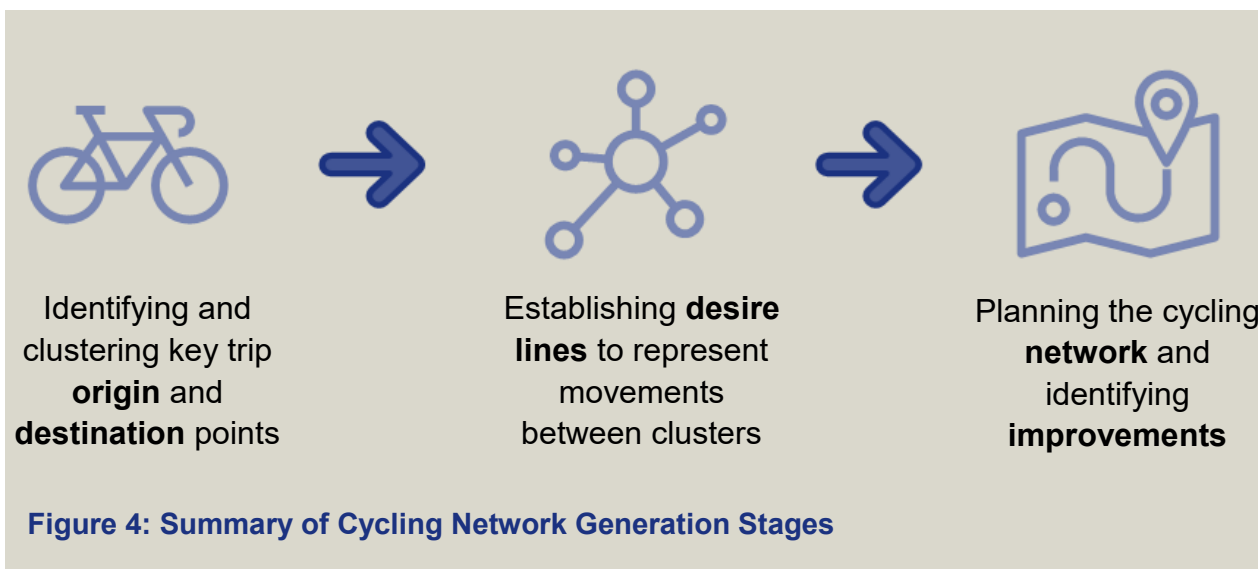 Identifying and
clustering key trip
origin and
destination points
Establishing desire
lines to represent
movements
between clusters
Planning the cycling
network and
identifying
improvements
Figure 4: Summary of Cycling Network Generation Stages